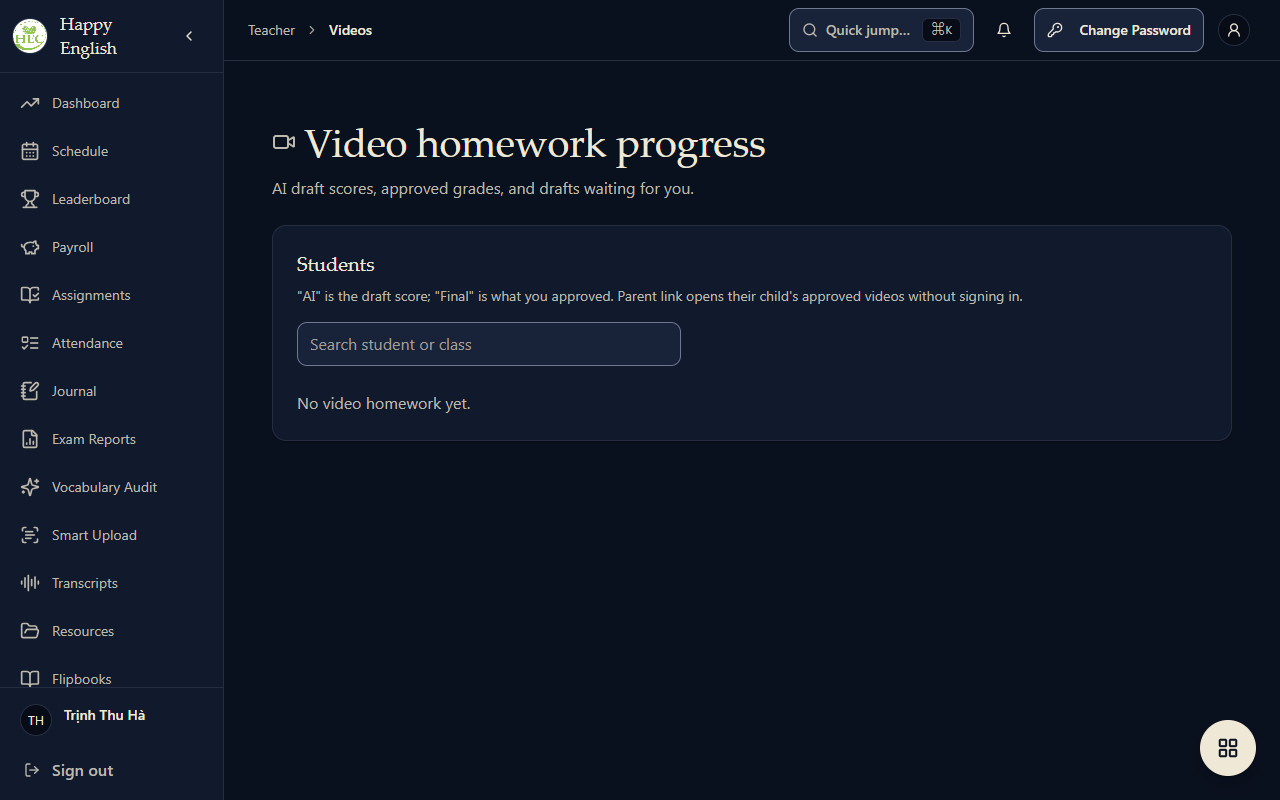 HEC
Happy
English
Teacher
Videos
Quick jump...
⌘K
Change Password
Dashboard
Schedule
Leaderboard
Payroll
Assignments
Attendance
Journal
Exam Reports
Vocabulary Audit
Smart Upload
Transcripts
Resources
Flipbooks
TH
Trịnh Thu Hà
Sign out
Video homework progress
AI draft scores, approved grades, and drafts waiting for you.
Students
"AI" is the draft score; "Final" is what you approved. Parent link opens their child's approved videos without signing in.
Search student or class
No video homework yet.